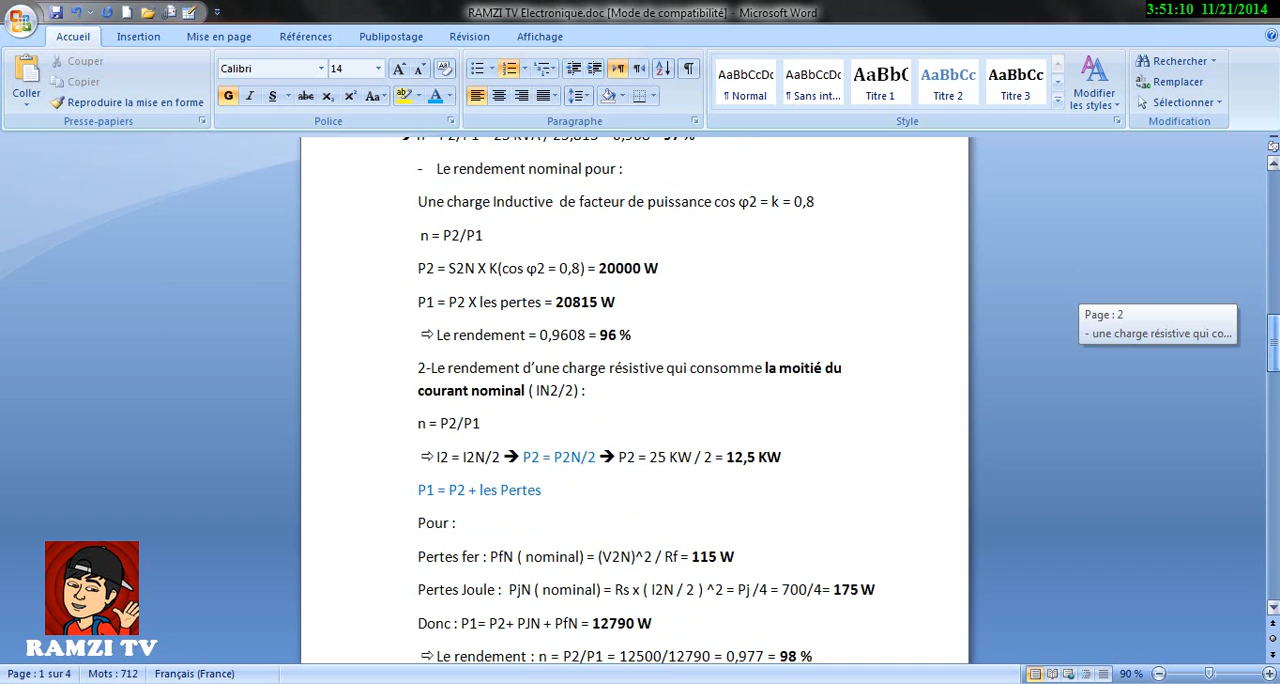 RAMZI TV Electronique.doc [Mode de compatibilité] - Microsoft Word
3:51:10 11/21/2014
Accueil Insertion Mise en page Références Publipostage Révision Affichage
Coller
Couper
Copier
Reproduire la mise en forme
Presse-papiers
Calibri 14
G I S abc x₂ x² Aa
Police
Paragraphe
AaBbCcDc AaBbCcDc AaBbC AaBbCc AaBbCc
¶ Normal ¶ Sans int... Titre 1 Titre 2 Titre 3
Style
Modifier les styles
Rechercher
Remplacer
Sélectionner
Modification
- Le rendement nominal pour :
Une charge Inductive de facteur de puissance cos φ2 = k = 0,8
n = P2/P1
P2 = S2N X K(cos φ2 = 0,8) = 20000 W
P1 = P2 X les pertes = 20815 W
⇨ Le rendement = 0,9608 = 96 %
2-Le rendement d’une charge résistive qui consomme la moitié du
courant nominal ( IN2/2) :
n = P2/P1
⇨ I2 = I2N/2 ➔ P2 = P2N/2 ➔ P2 = 25 KW / 2 = 12,5 KW
P1 = P2 + les Pertes
Pour :
Pertes fer : PfN ( nominal) = (V2N)^2 / Rf = 115 W
Pertes Joule : PjN ( nominal) = Rs x ( I2N / 2 ) ^2 = Pj /4 = 700/4= 175 W
Donc : P1= P2+ PJN + PfN = 12790 W
⇨ Le rendement : n = P2/P1 = 12500/12790 = 0,977 = 98 %
Page : 2
- une charge résistive qui co...
RAMZI TV
Page : 1 sur 4 Mots : 712 Français (France)
90 %